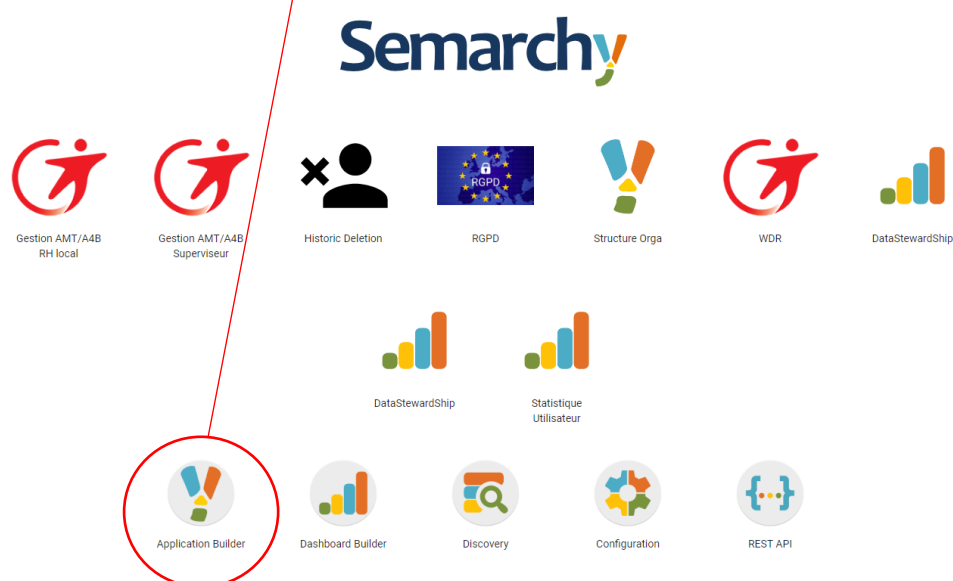 Semarchy
RGPD
Gestion AMT/A4B
RH local
Gestion AMT/A4B
Superviseur
Historic Deletion
RGPD
Structure Orga
WDR
DataStewardShip
DataStewardShip
Statistique
Utilisateur
Application Builder
Dashboard Builder
Discovery
Configuration
REST API